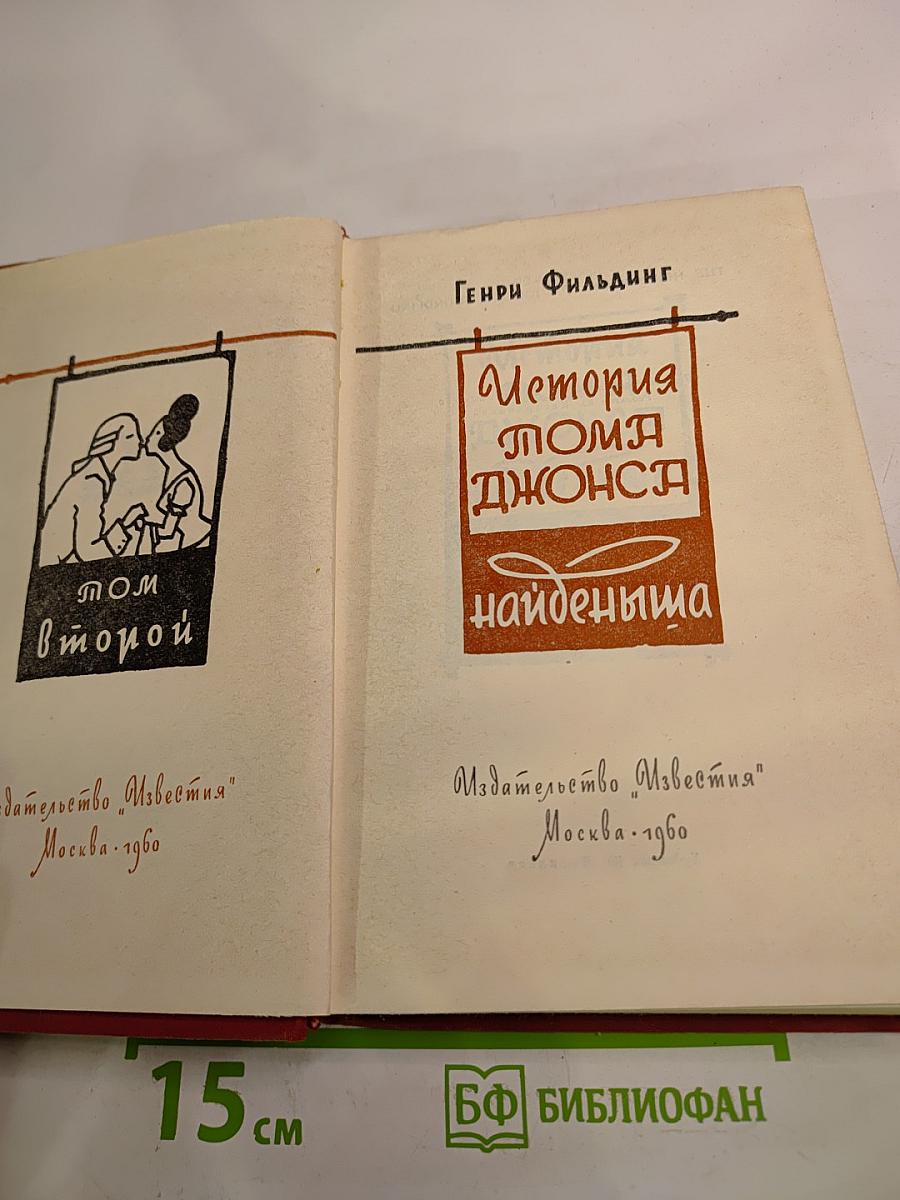 том
второй
"Известия"
Москва · 1960
Генри Фильдинг
История
ТОМА
ДЖОНСА
найденыша
Издательство „Известия"
Москва · 1960
15 см
БФ БИБЛИОФАН